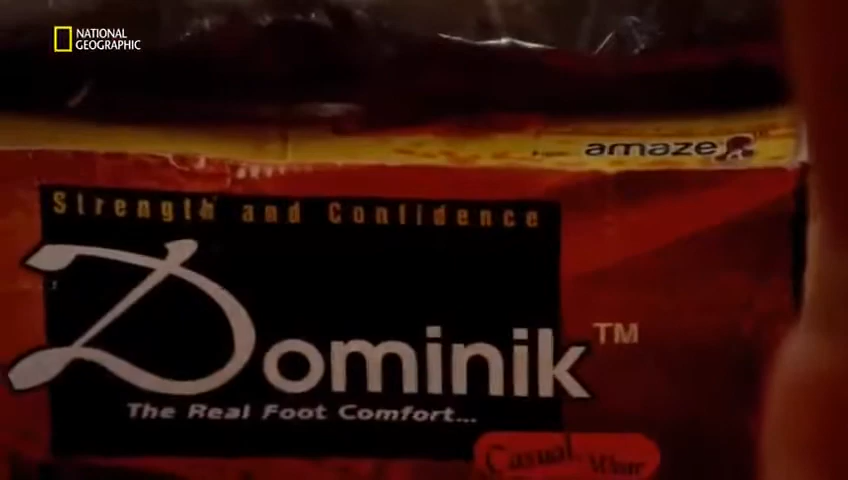 NATIONAL
GEOGRAPHIC
amaze
Strength and Confidence
Dominik™
The Real Foot Comfort...
Casual Wear